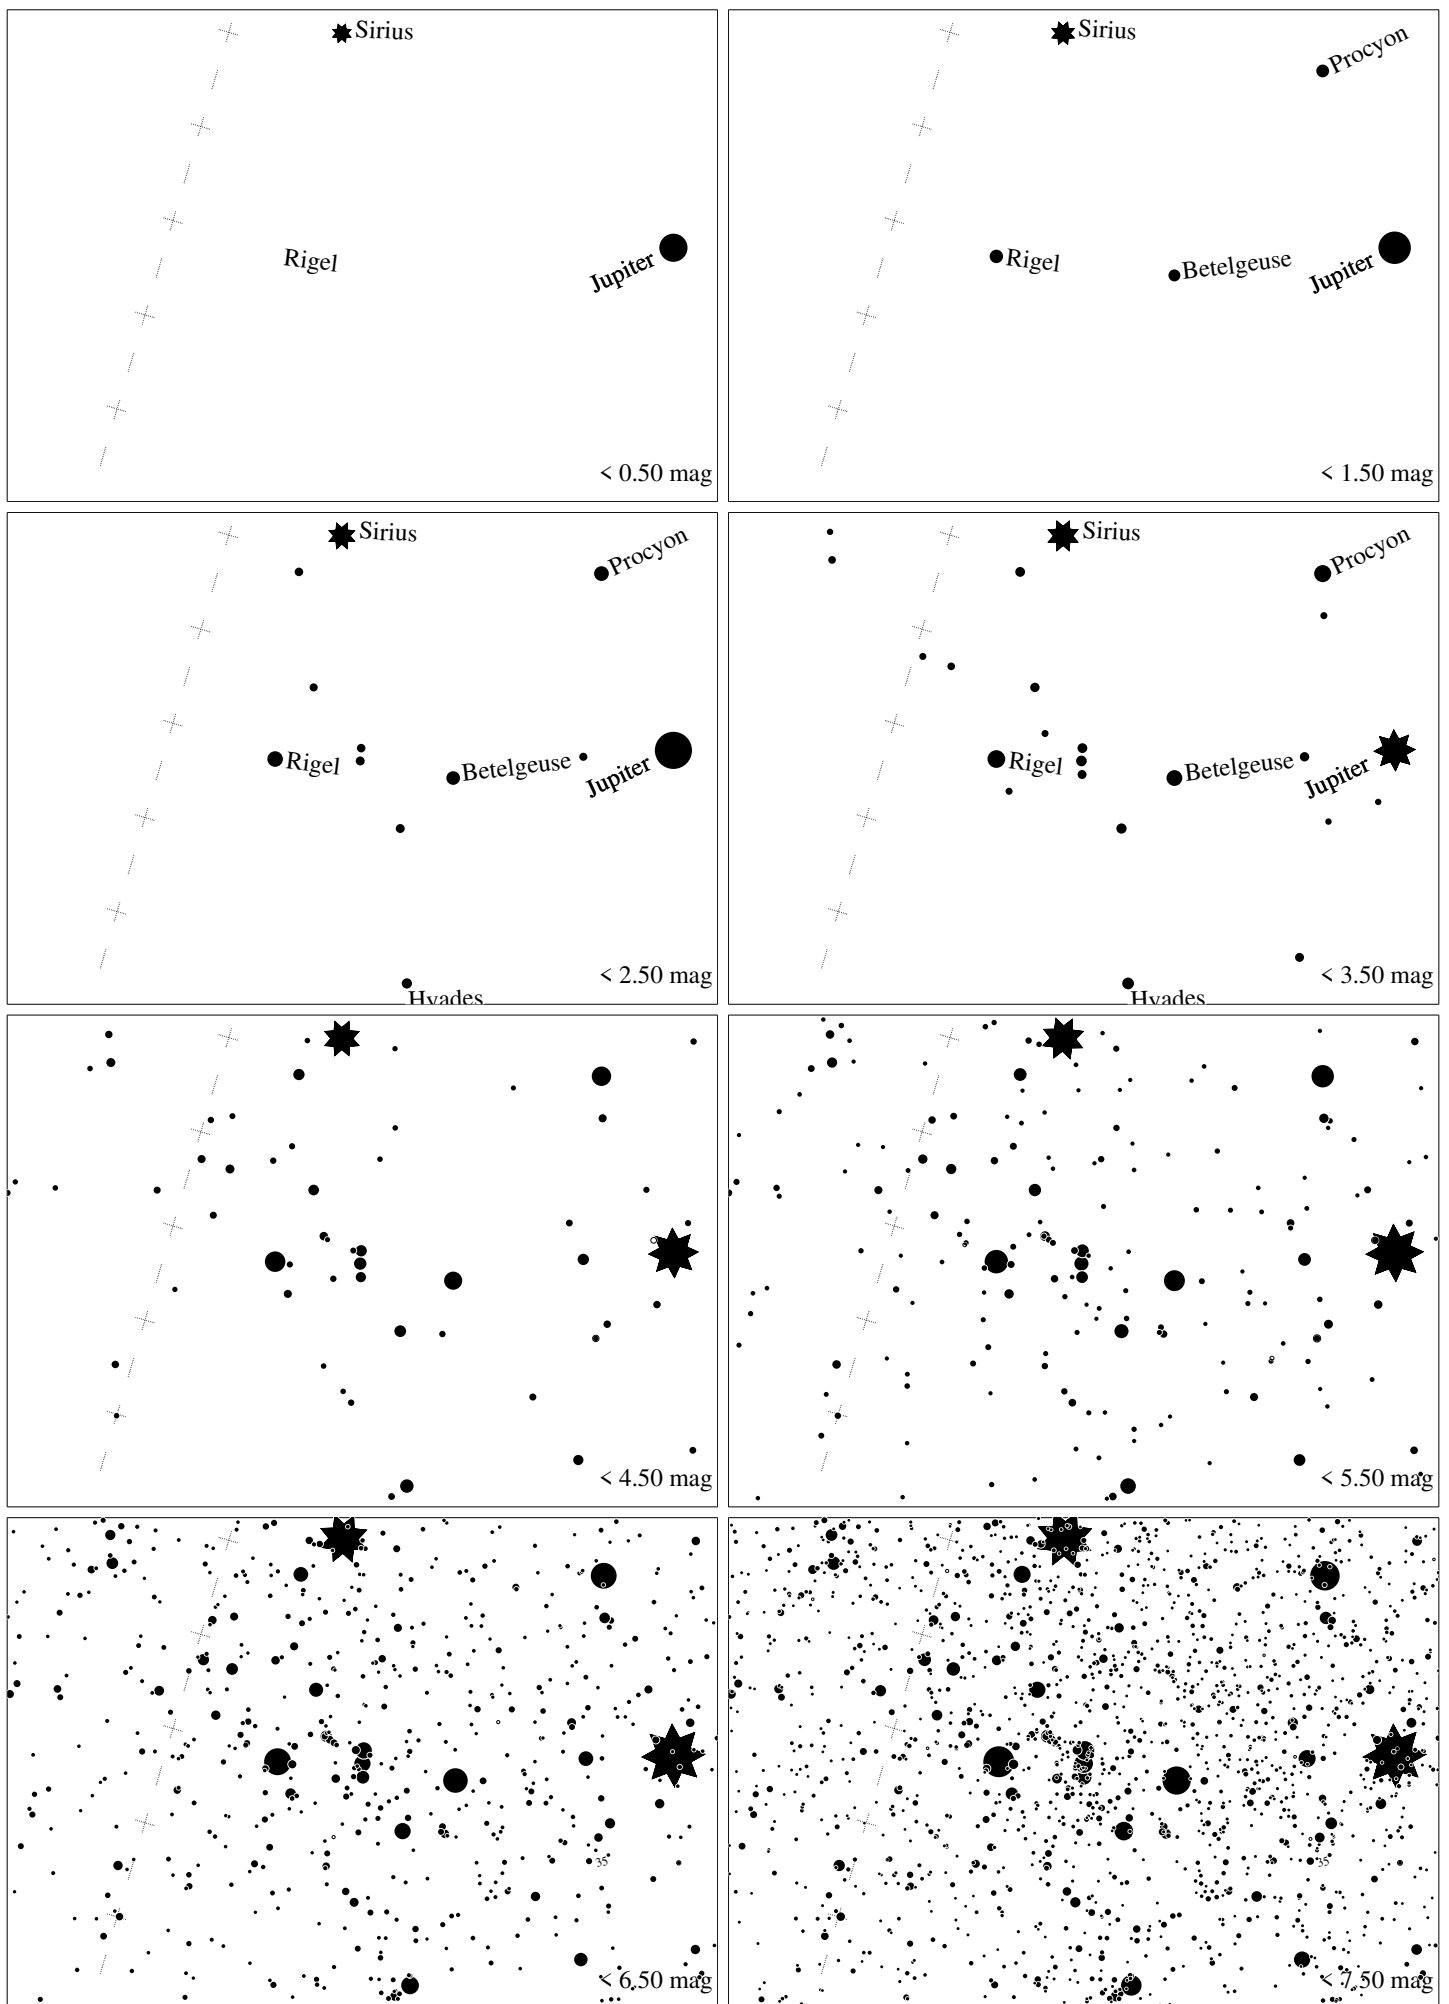 Sirius
Rigel
Jupiter
< 0.50 mag
Sirius
Procyon
Rigel
Betelgeuse
Jupiter
< 1.50 mag
Sirius
Procyon
Rigel
Betelgeuse
Jupiter
Hyades
< 2.50 mag
Sirius
Procyon
Rigel
Betelgeuse
Jupiter
Hyades
< 3.50 mag
< 4.50 mag
< 5.50 mag
35
< 6.50 mag
35
< 7.50 mag